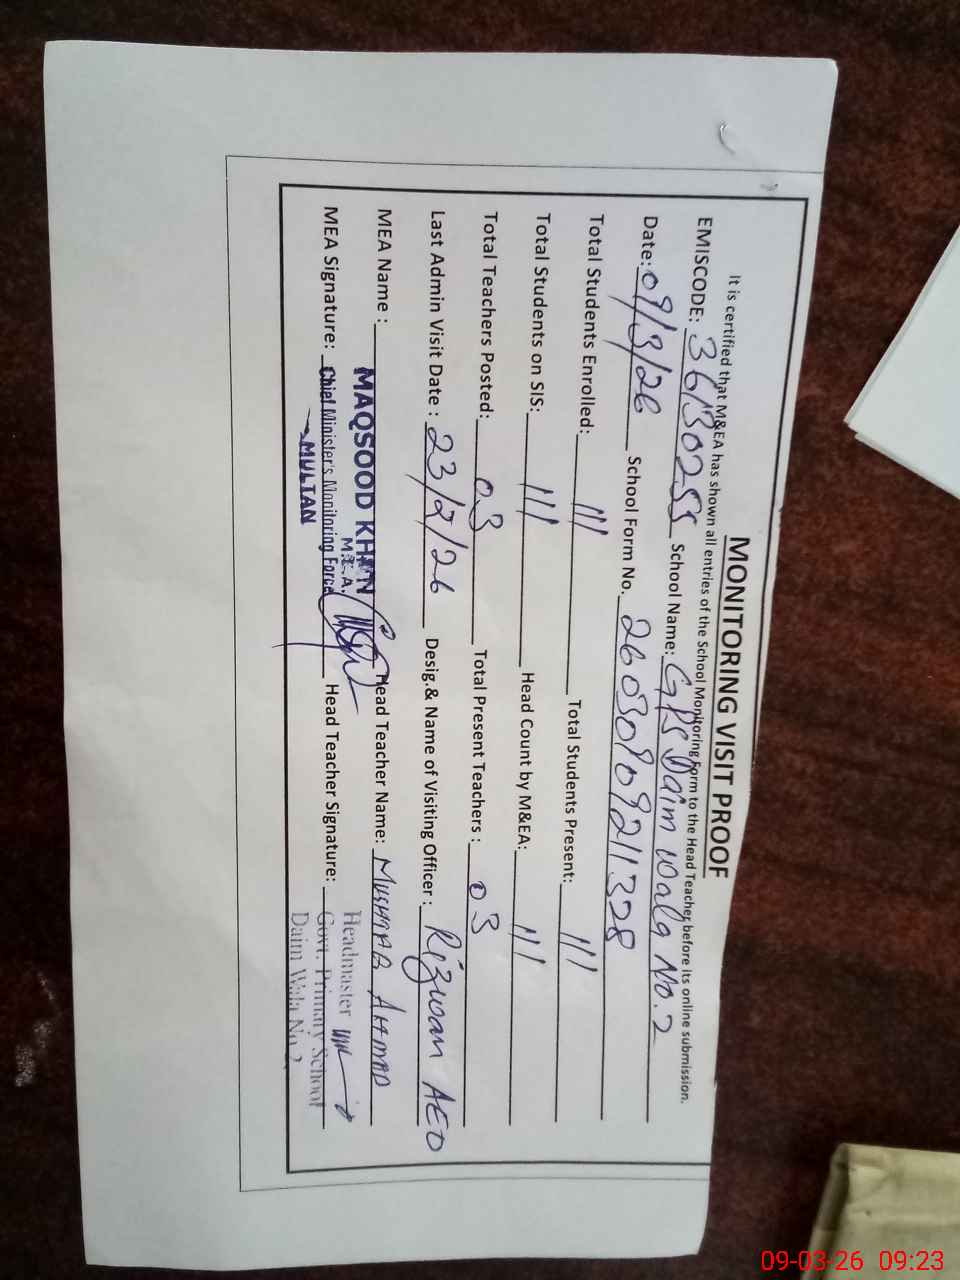 MONITORING VISIT PROOF
It is certified that M&EA has shown all entries of the School Monitoring Form to the Head Teacher before its online submission.
EMISCODE: 36130255 School Name: GPS Daim wala No.2
Date: 09/3/26 School Form No. 26030909211328
Total Students Enrolled: 111 Total Students Present: 111
Total Students on SIS: 111 Head Count by M&EA: 111
Total Teachers Posted: 03 Total Present Teachers : 03
Last Admin Visit Date : 23/2/26 Desig.& Name of Visiting Officer : Rizwan AEO
MEA Name : MAQSOOD KHAN Head Teacher Name: Mushtaq Ahmad
M.E.A.
MEA Signature: Chief Minister's Monitoring Force Head Teacher Signature:
MULTAN
Headmaster
Govt. Primary School
Daim Wala No 2
09-03-26 09:23